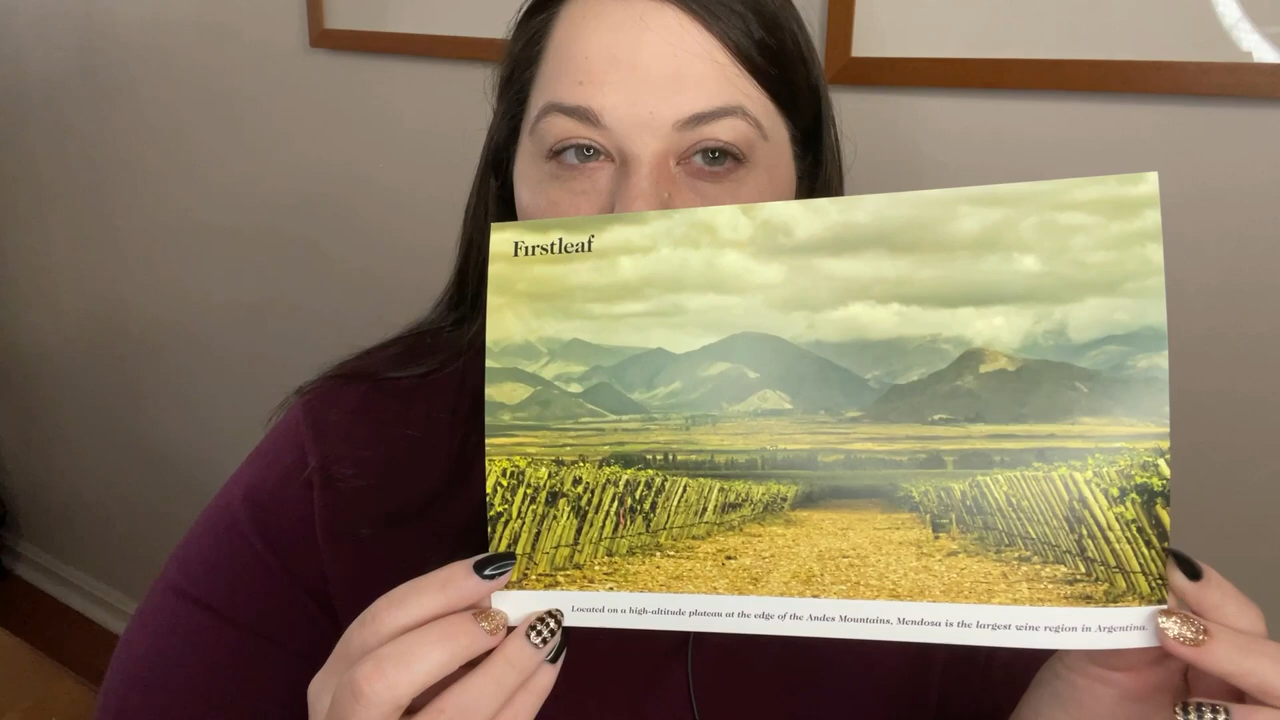 Firstleaf
Located on a high-altitude plateau at the edge of the Andes Mountains, Mendoza is the largest wine region in Argentina.